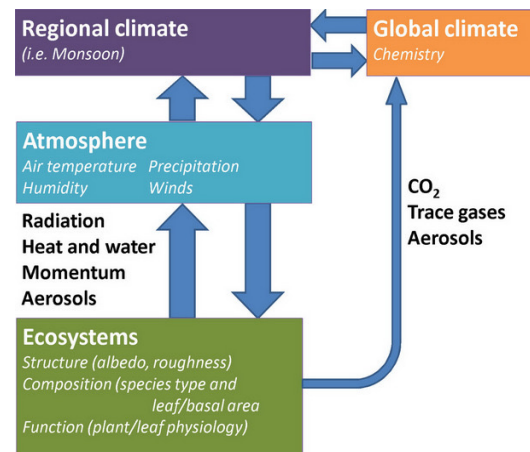 Regional climate
(i.e. Monsoon)
Global climate
Chemistry
Atmosphere
Air temperature Precipitation
Humidity Winds
Radiation
Heat and water
Momentum
Aerosols
CO₂
Trace gases
Aerosols
Ecosystems
Structure (albedo, roughness)
Composition (species type and
leaf/basal area
Function (plant/leaf physiology)